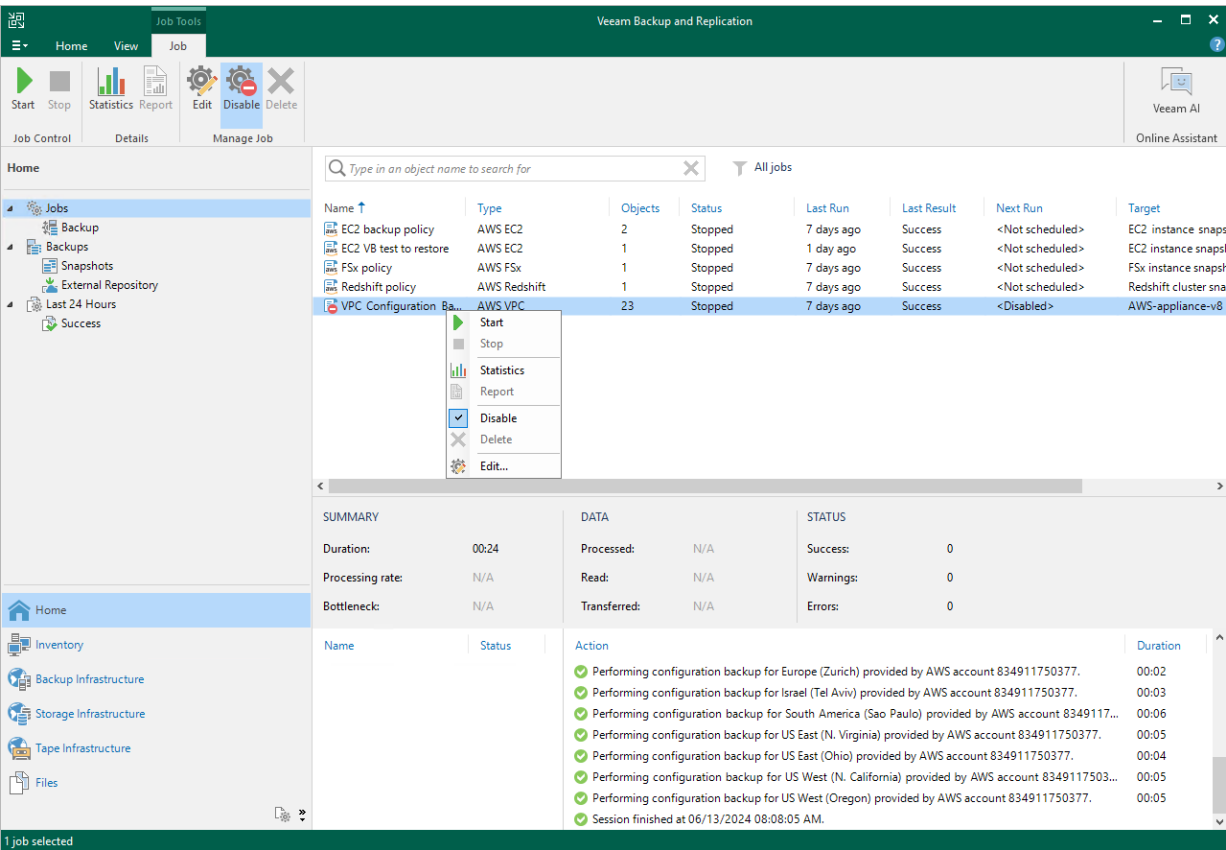 Job Tools
Veeam Backup and Replication
Home View Job
Start Stop Statistics Report Edit Disable Delete
Veeam AI
Job Control Details Manage Job Online Assistant
Home
Type in an object name to search for
All jobs
Jobs
Backup
Backups
Snapshots
External Repository
Last 24 Hours
Success
Name Type Objects Status Last Run Last Result Next Run Target
EC2 backup policy AWS EC2 2 Stopped 7 days ago Success <Not scheduled> EC2 instance snaps
EC2 VB test to restore AWS EC2 1 Stopped 1 day ago Success <Not scheduled> EC2 instance snapsh
FSx policy AWS FSx 1 Stopped 7 days ago Success <Not scheduled> FSx instance snapsh
Redshift policy AWS Redshift 1 Stopped 7 days ago Success <Not scheduled> Redshift cluster sna
VPC Configuration Ba... AWS VPC 23 Stopped 7 days ago Success <Disabled> AWS-appliance-v8
Start
Stop
Statistics
Report
Disable
Delete
Edit...
SUMMARY DATA STATUS
Duration: 00:24 Processed: N/A Success: 0
Processing rate: N/A Read: N/A Warnings: 0
Bottleneck: N/A Transferred: N/A Errors: 0
Home
Inventory
Backup Infrastructure
Storage Infrastructure
Tape Infrastructure
Files
Name Status Action Duration
Performing configuration backup for Europe (Zurich) provided by AWS account 834911750377. 00:02
Performing configuration backup for Israel (Tel Aviv) provided by AWS account 834911750377. 00:03
Performing configuration backup for South America (Sao Paulo) provided by AWS account 8349117... 00:06
Performing configuration backup for US East (N. Virginia) provided by AWS account 834911750377. 00:05
Performing configuration backup for US East (Ohio) provided by AWS account 834911750377. 00:04
Performing configuration backup for US West (N. California) provided by AWS account 8349117503... 00:05
Performing configuration backup for US West (Oregon) provided by AWS account 834911750377. 00:05
Session finished at 06/13/2024 08:08:05 AM.
1 job selected